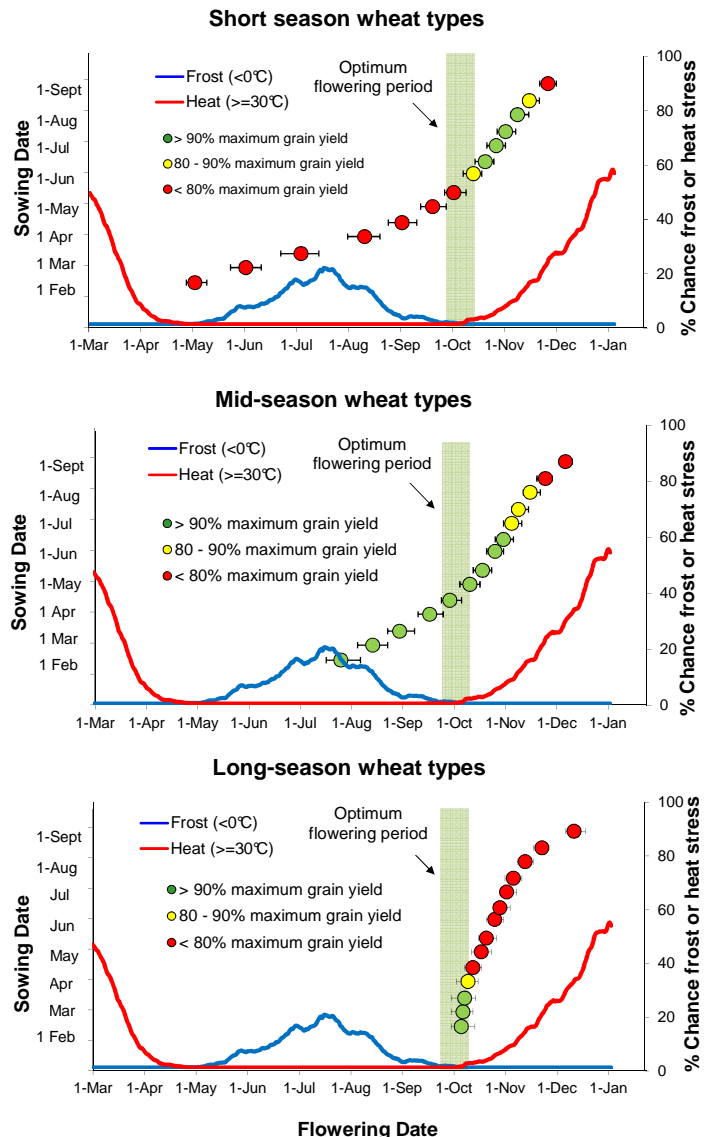 Short season wheat types
Frost (<0°C)
Heat (>=30°C)
> 90% maximum grain yield
80 - 90% maximum grain yield
< 80% maximum grain yield
Optimum
flowering period
Sowing Date
1-Sept
1-Aug
1-Jul
1-Jun
1-May
1 Apr
1 Mar
1 Feb
% Chance frost or heat stress
100
80
60
40
20
0
1-Mar 1-Apr 1-May 1-Jun 1-Jul 1-Aug 1-Sep 1-Oct 1-Nov 1-Dec 1-Jan
Mid-season wheat types
Frost (<0°C)
Heat (>=30°C)
> 90% maximum grain yield
80 - 90% maximum grain yield
< 80% maximum grain yield
Optimum
flowering period
Sowing Date
1-Sept
1-Aug
1-Jul
1-Jun
1-May
1 Apr
1 Mar
1 Feb
% Chance frost or heat stress
100
80
60
40
20
0
1-Mar 1-Apr 1-May 1-Jun 1-Jul 1-Aug 1-Sep 1-Oct 1-Nov 1-Dec 1-Jan
Long-season wheat types
Frost (<0°C)
Heat (>=30°C)
> 90% maximum grain yield
80 - 90% maximum grain yield
< 80% maximum grain yield
Optimum
flowering period
Sowing Date
1-Sept
1-Aug
Jul
Jun
May
Apr
Mar
1 Feb
% Chance frost or heat stress
100
80
60
40
20
0
1-Mar 1-Apr 1-May 1-Jun 1-Jul 1-Aug 1-Sep 1-Oct 1-Nov 1-Dec 1-Jan
Flowering Date